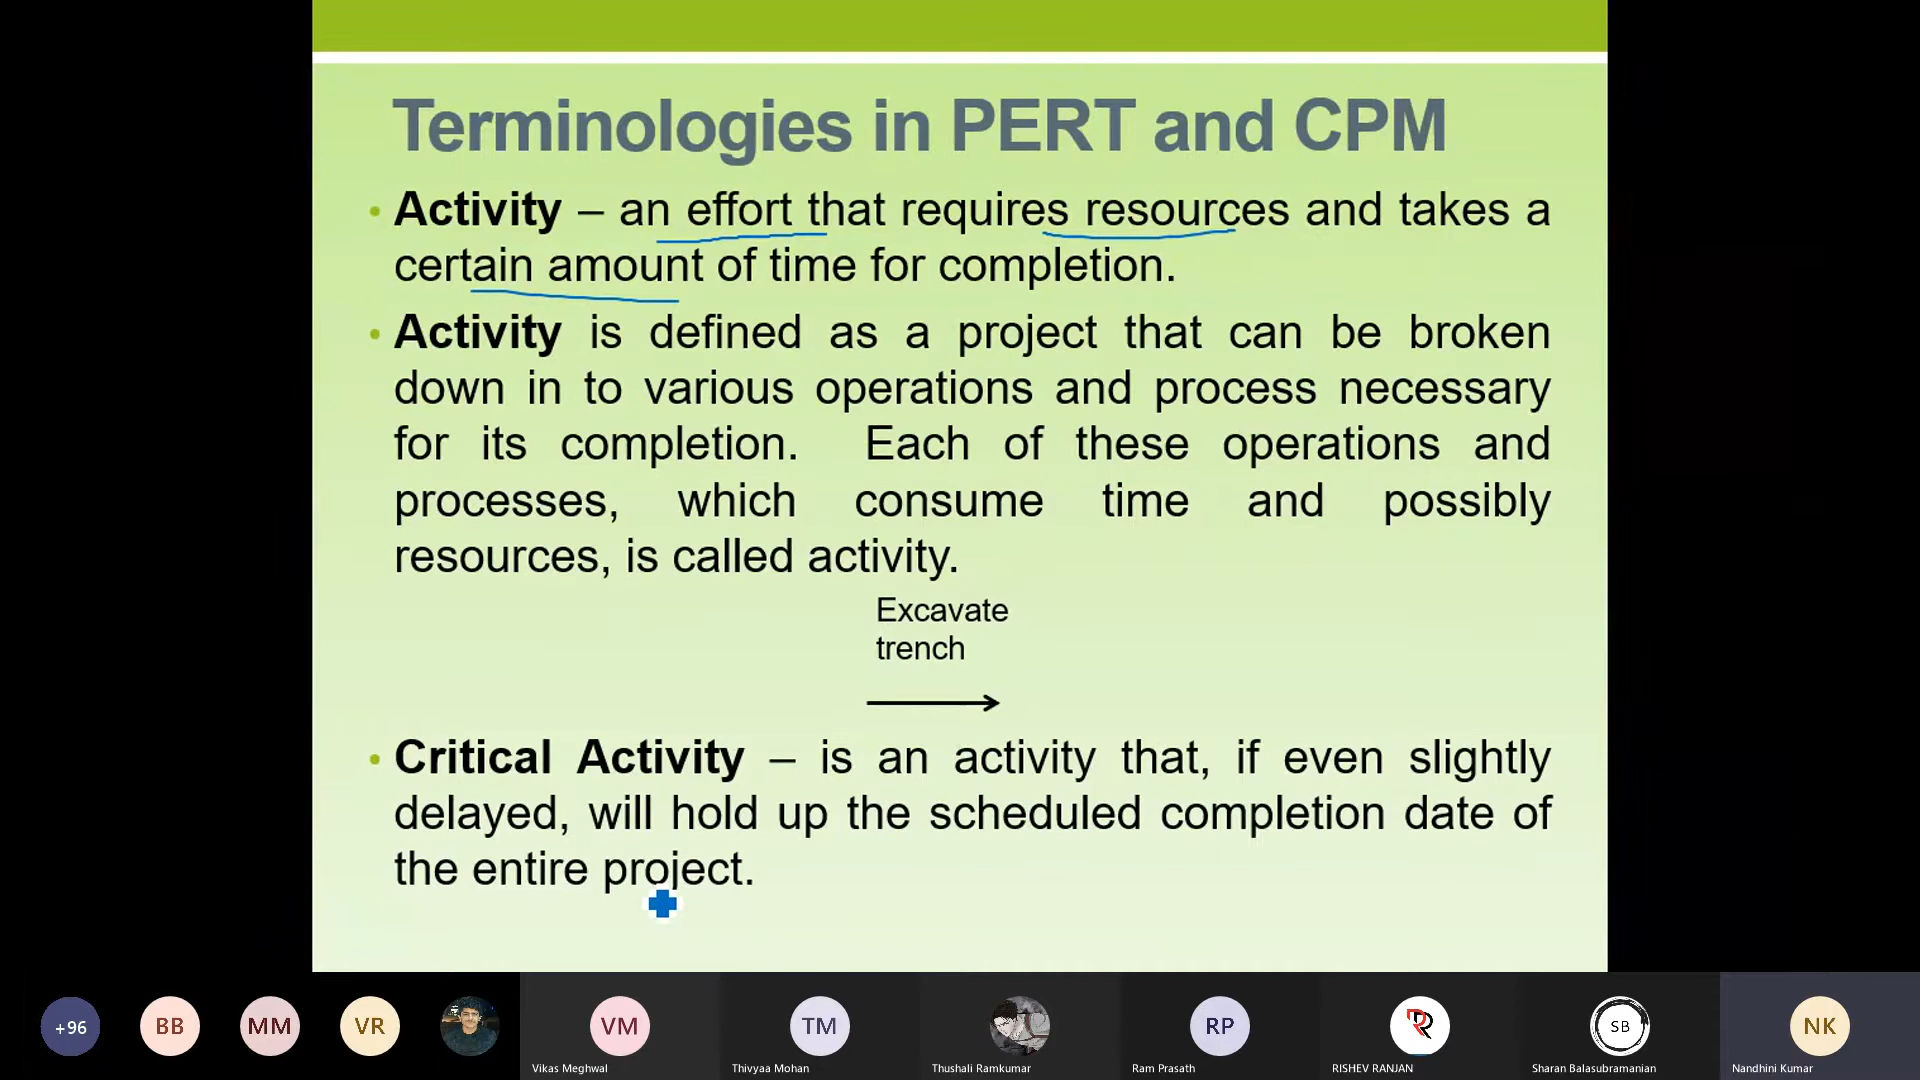 Terminologies in PERT and CPM
• Activity – an effort that requires resources and takes a
certain amount of time for completion.
• Activity is defined as a project that can be broken
down in to various operations and process necessary
for its completion. Each of these operations and
processes, which consume time and possibly
resources, is called activity.
Excavate
trench
• Critical Activity – is an activity that, if even slightly
delayed, will hold up the scheduled completion date of
the entire project.
+96
BB
MM
VR
VM
TM
RP
SB
NK
Vikas Meghwal
Thivyaa Mohan
Thushali Ramkumar
Ram Prasath
RISHEV RANJAN
Sharan Balasubramanian
Nandhini Kumar